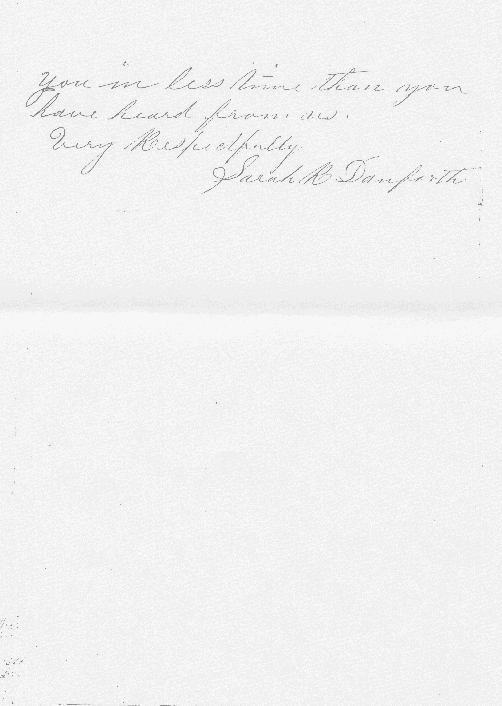 you in less time than you
have heard from us.
Very Respectfully
Sarah B Danforth